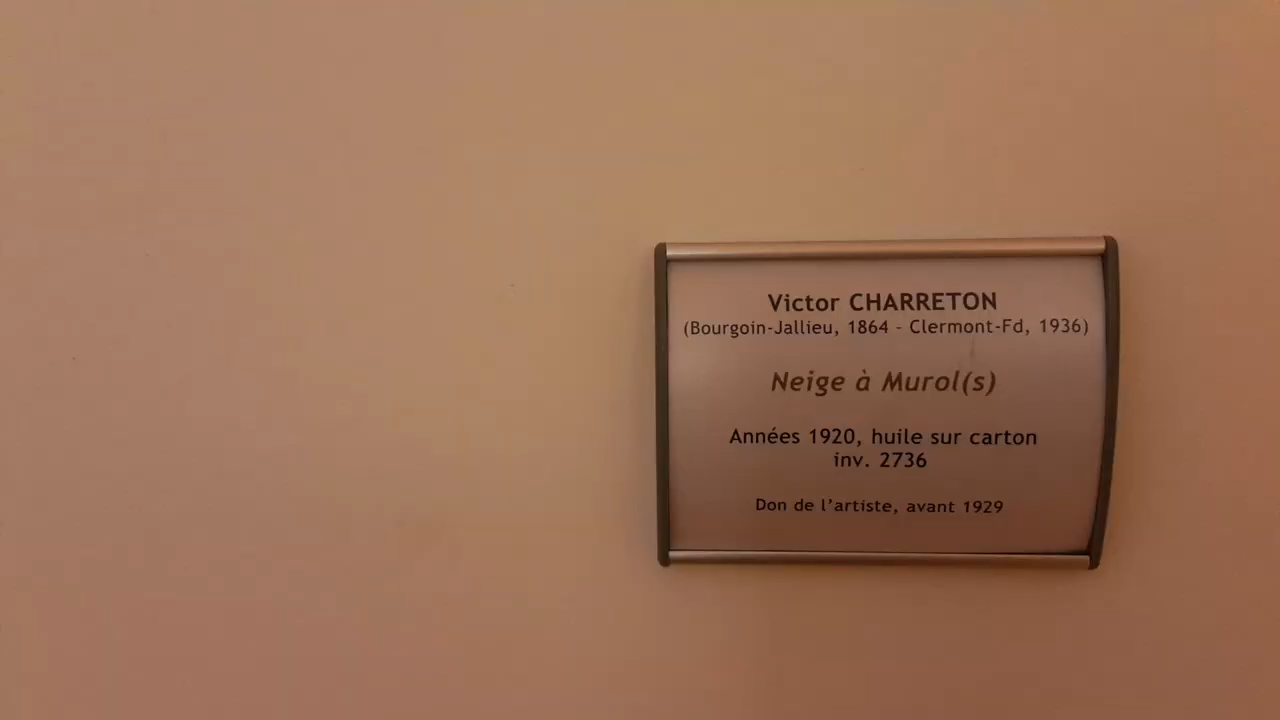 Victor CHARRETON
(Bourgoin-Jallieu, 1864 - Clermont-Fd, 1936)
Neige à Murol(s)
Années 1920, huile sur carton
inv. 2736
Don de l'artiste, avant 1929